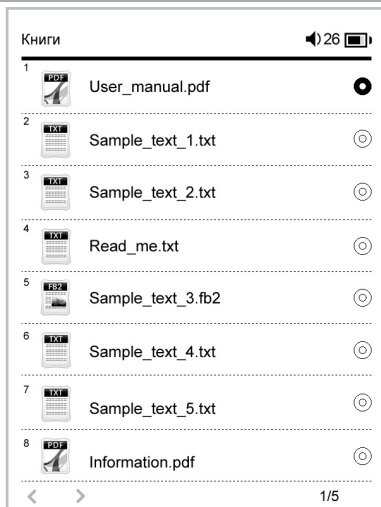 Книги 26
1 PDF User_manual.pdf
2 TXT Sample_text_1.txt
3 TXT Sample_text_2.txt
4 TXT Read_me.txt
5 FB2 Sample_text_3.fb2
6 TXT Sample_text_4.txt
7 TXT Sample_text_5.txt
8 PDF Information.pdf
1/5